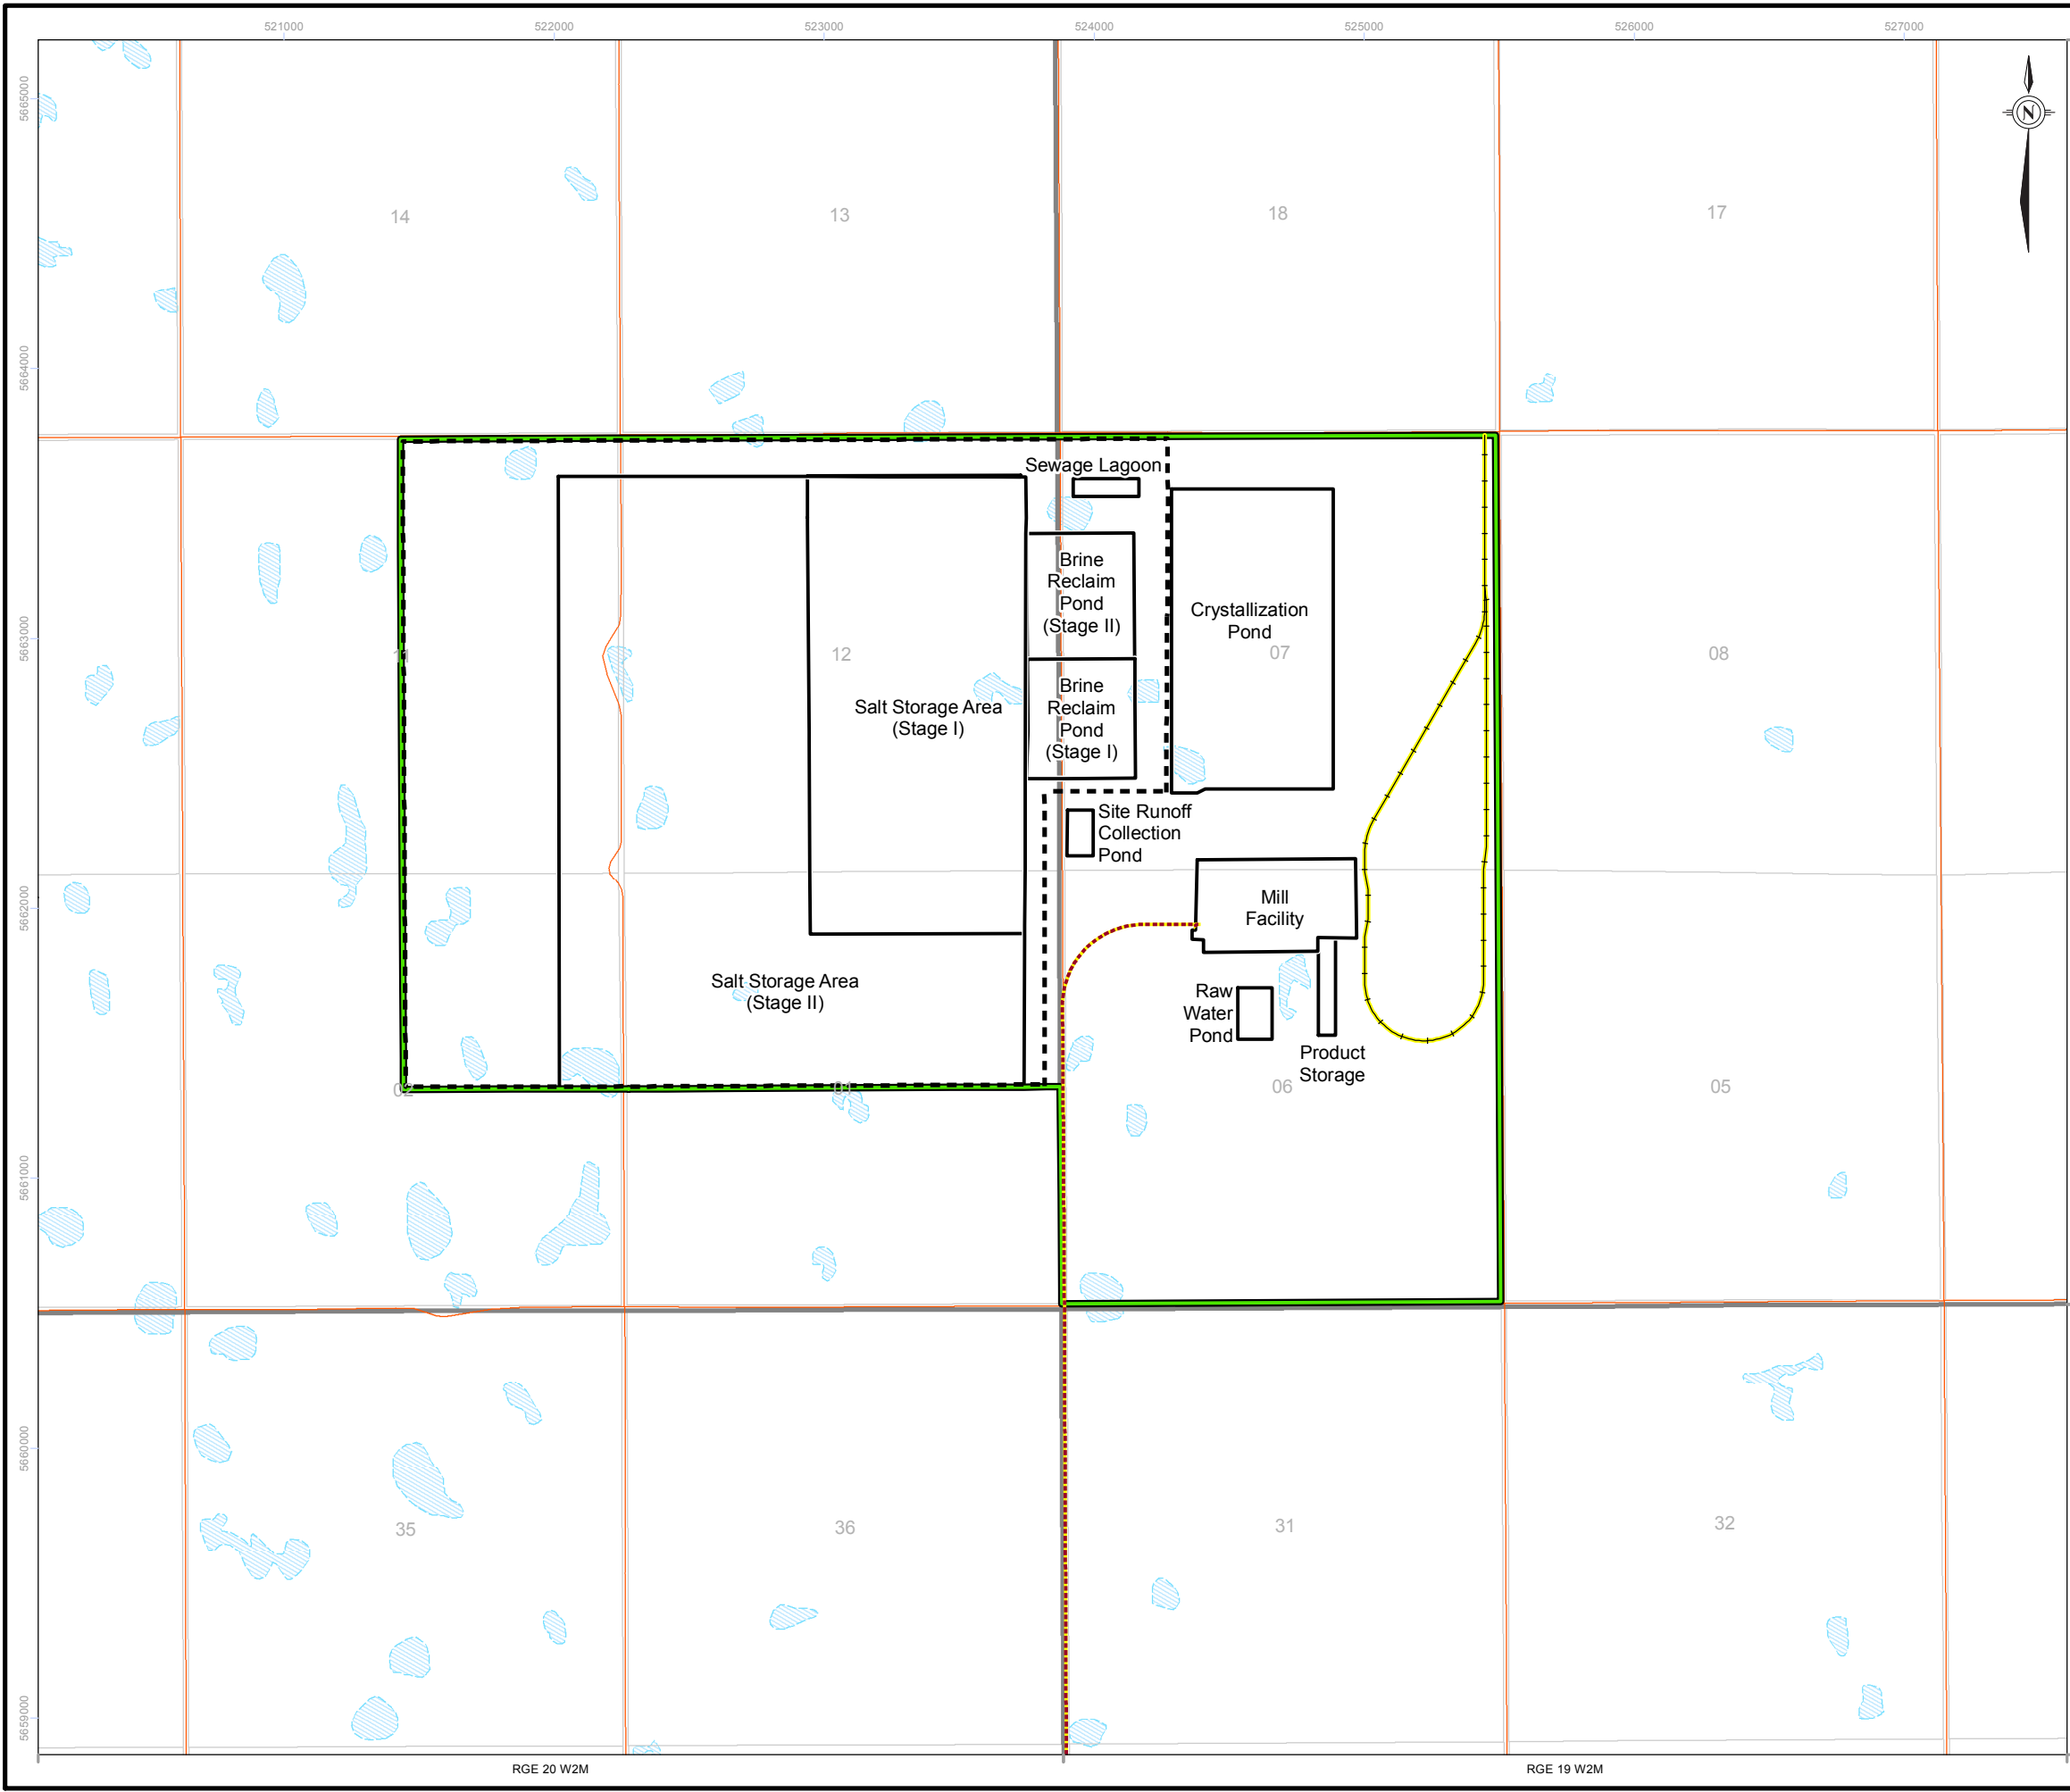 521000
522000
523000
524000
525000
526000
527000
5665000
N
14
13
18
17
5664000
Sewage Lagoon
Brine
Reclaim
Pond
(Stage II)
Crystallization
Pond
5663000
11
12
07
08
Brine
Reclaim
Pond
(Stage I)
Salt Storage Area
(Stage I)
Site Runoff
Collection
Pond
5662000
Mill
Facility
Salt Storage Area
(Stage II)
Raw
Water
Pond
Product
Storage
02
01
06
05
5661000
5660000
35
36
31
32
5659000
RGE 20 W2M
RGE 19 W2M